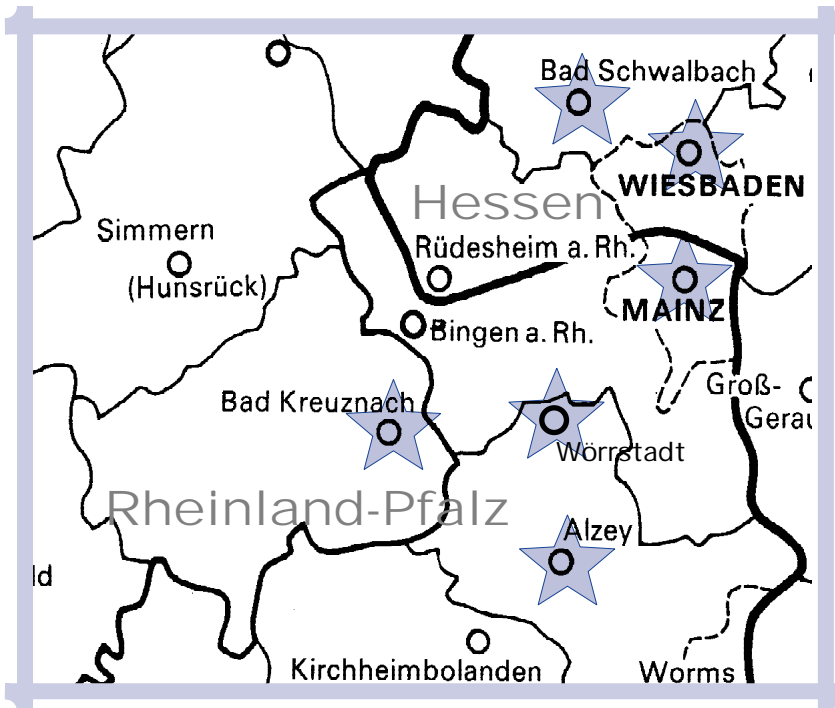 Bad Schwalbach
WIESBADEN
Hessen
Simmern
(Hunsrück)
Rüdesheim a. Rh.
MAINZ
Bingen a. Rh.
Groß-
Gerau
Bad Kreuznach
Wörrstadt
Rheinland-Pfalz
Alzey
ld
Kirchheimbolanden
Worms